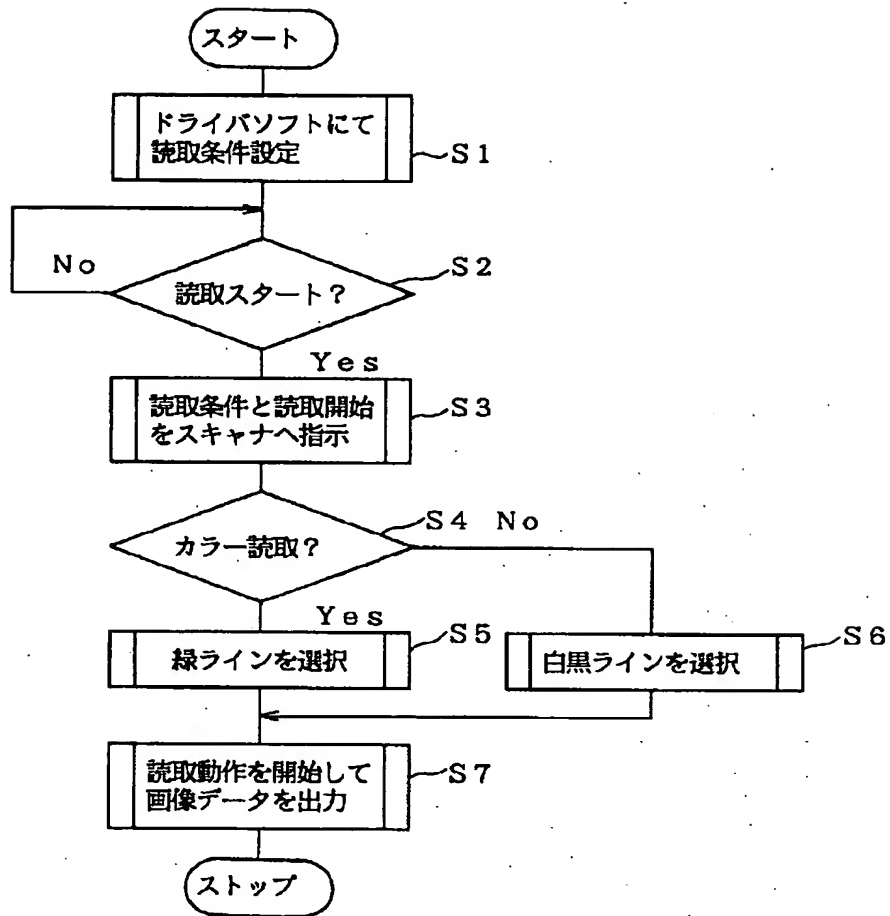 スタート
ドライバソフトにて
読取条件設定
S1
No
S2
読取スタート?
Yes
読取条件と読取開始
をスキャナへ指示
S3
S4 No
カラー読取?
Yes
S5
緑ラインを選択
S6
白黒ラインを選択
読取動作を開始して
画像データを出力
S7
ストップ